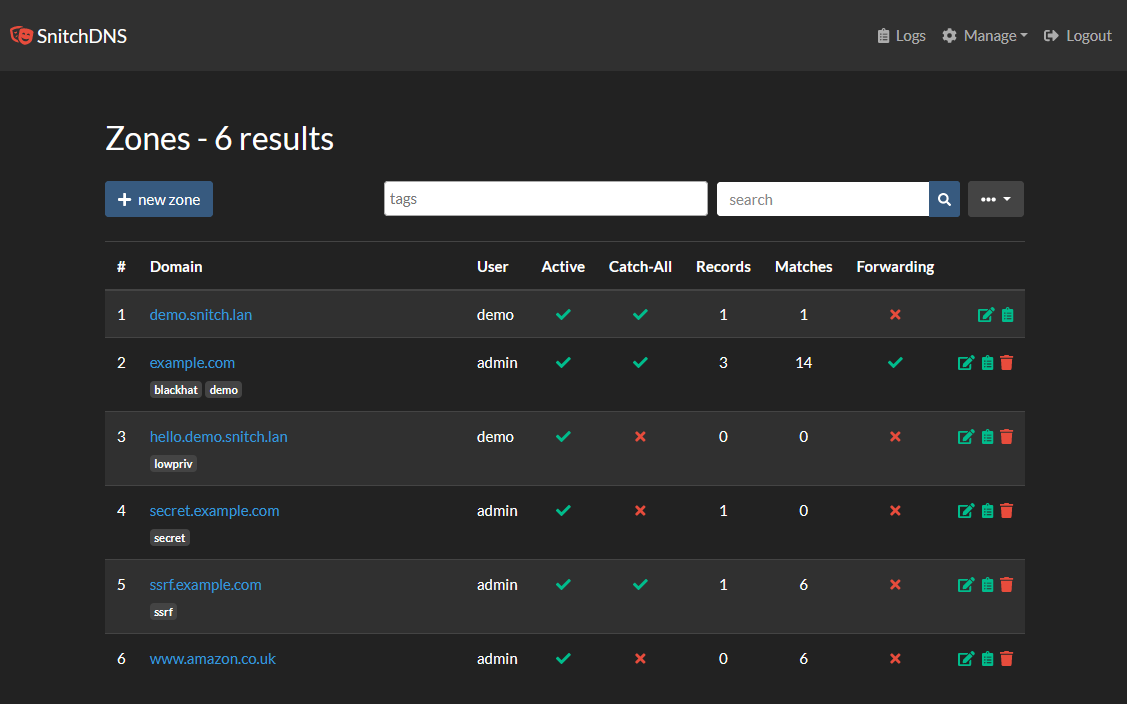 SnitchDNS Logs Manage Logout
Zones - 6 results
new zone tags search
# Domain User Active Catch-All Records Matches Forwarding
1 demo.snitch.lan demo 1 1
2 example.com admin 3 14
blackhat demo
3 hello.demo.snitch.lan demo 0 0
lowpriv
4 secret.example.com admin 1 0
secret
5 ssrf.example.com admin 1 6
ssrf
6 www.amazon.co.uk admin 0 6